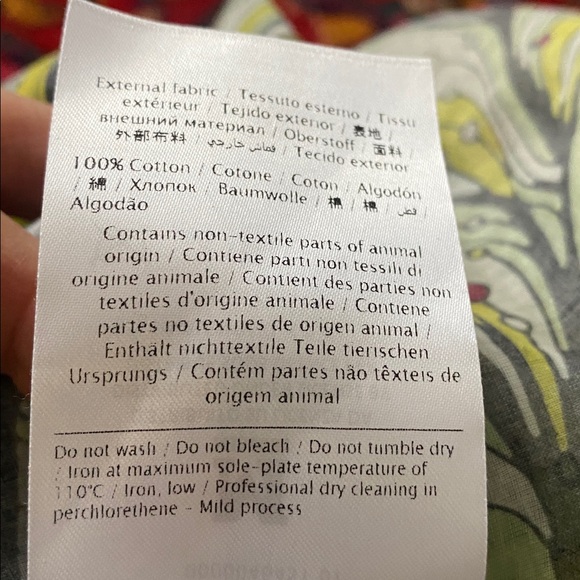 External fabric / Tessuto esterno / Tissu
extérieur / Tejido exterior / 表地 /
внешний материал / Oberstoff / 面料 /
外部布料 / قماش خارجي / Tecido exterior
100% Cotton / Cotone / Coton / Algodón
/ 綿 / Хлопок / Baumwolle / 棉 / 棉 / قطن /
Algodão
Contains non-textile parts of animal
origin / Contiene parti non tessili di
origine animale / Contient des parties non
textiles d'origine animale / Contiene
partes no textiles de origen animal /
Enthält nichttextile Teile tierischen
Ursprungs / Contém partes não têxteis de
origem animal
Do not wash / Do not bleach / Do not tumble dry
/ Iron at maximum sole-plate temperature of
110°C / Iron, low / Professional dry cleaning in
perchlorethene - Mild process